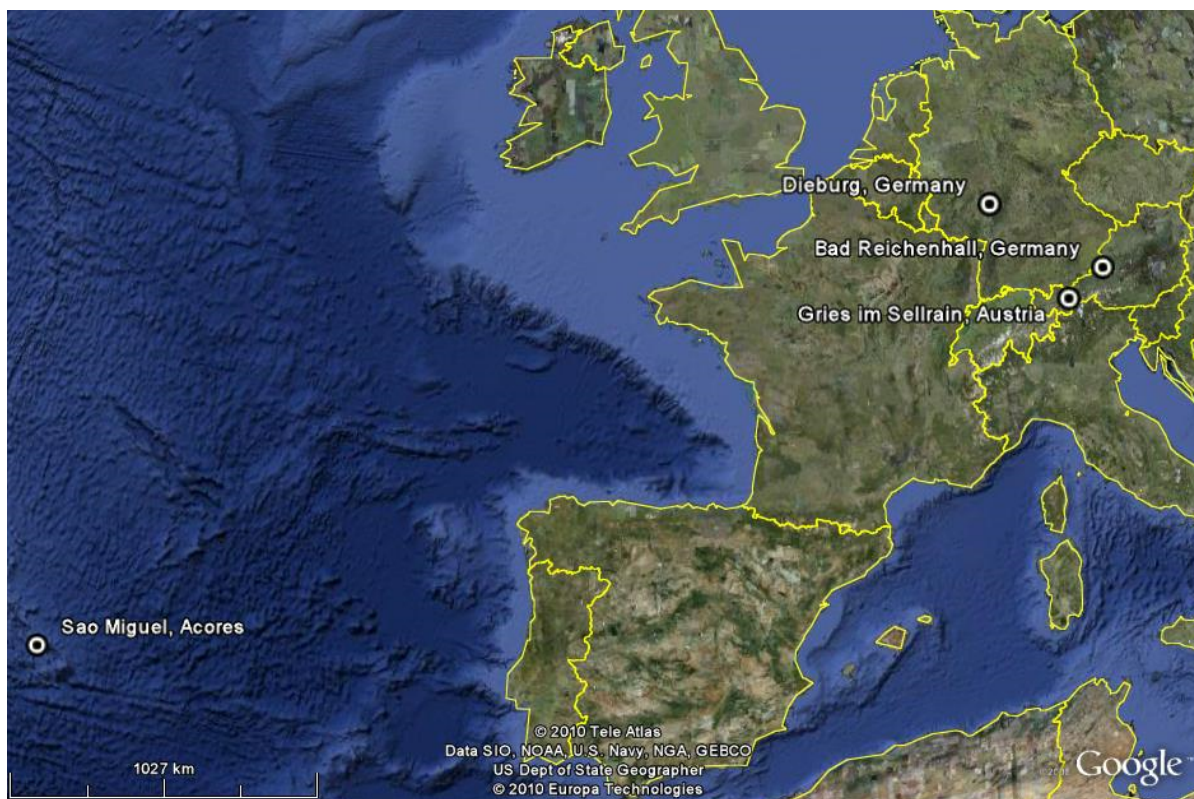 Dieburg, Germany
Bad Reichenhall, Germany
Gries im Sellrain, Austria
Sao Miguel, Acores
© 2010 Tele Atlas
Data SIO, NOAA, U.S. Navy, NGA, GEBCO
US Dept of State Geographer
© 2010 Europa Technologies
1027 km
Google